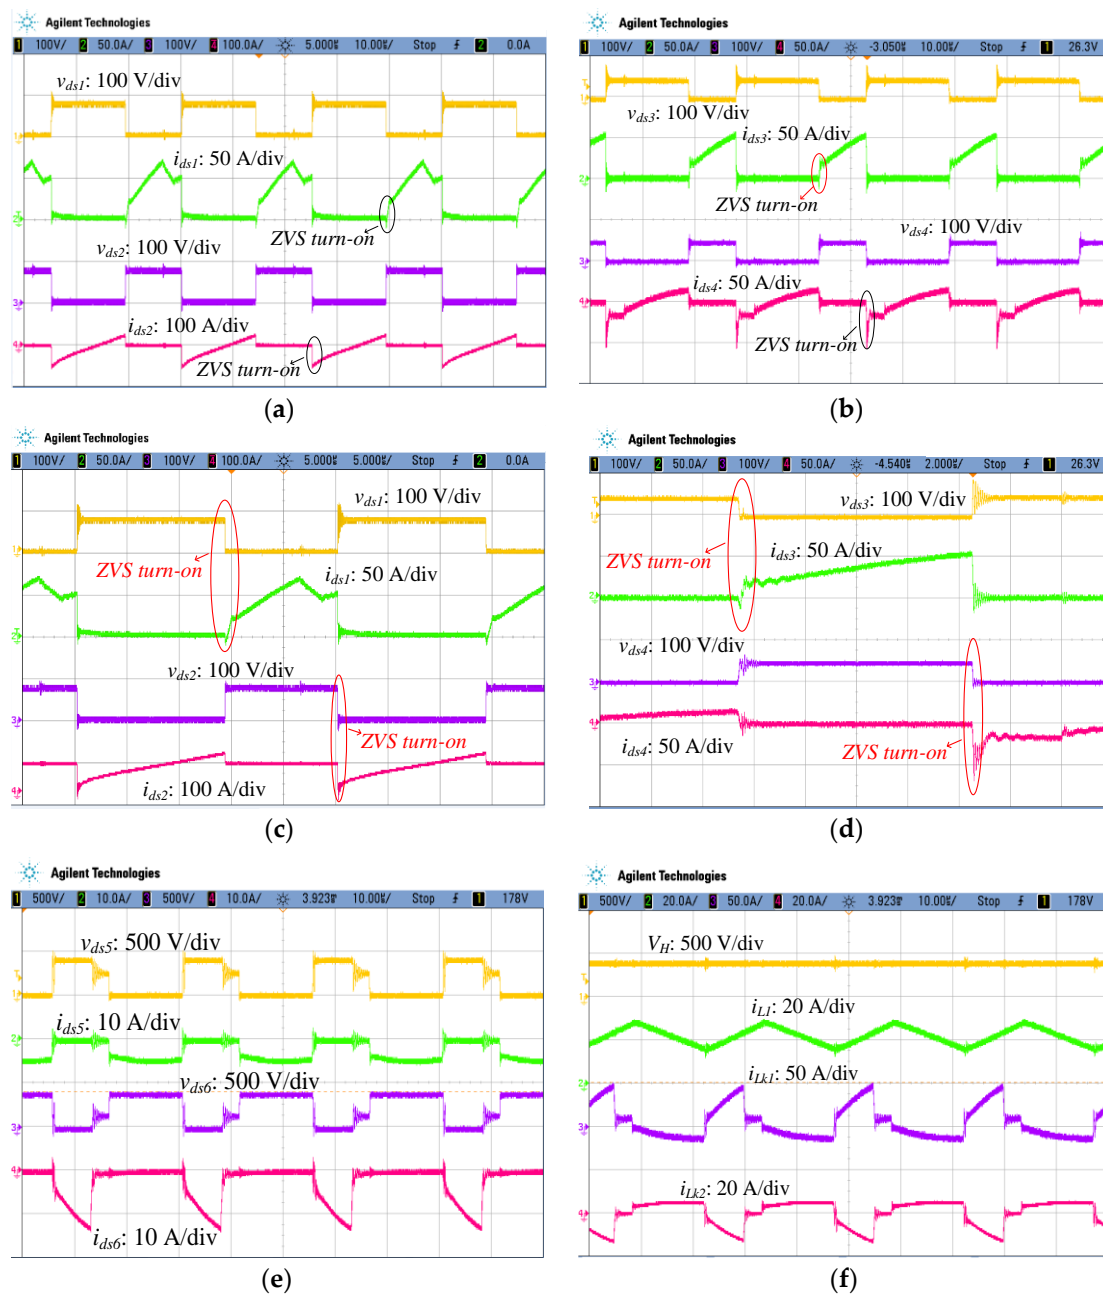 Agilent Technologies
1 100V/ 2 50.0A/ 3 100V/ 4 100.0A/ 5.000 10.00 Stop 2 0.0A
vds1: 100 V/div
ids1: 50 A/div
ZVS turn-on
vds2: 100 V/div
ids2: 100 A/div
ZVS turn-on
(a)
Agilent Technologies
1 100V/ 2 50.0A/ 3 100V/ 4 50.0A/ -3.050 10.00 Stop 1 26.3V
vds3: 100 V/div
ids3: 50 A/div
ZVS turn-on
vds4: 100 V/div
ids4: 50 A/div
ZVS turn-on
(b)
Agilent Technologies
1 100V/ 2 50.0A/ 3 100V/ 4 100.0A/ 5.000 5.000 Stop 2 0.0A
vds1: 100 V/div
ZVS turn-on
ids1: 50 A/div
vds2: 100 V/div
ZVS turn-on
ids2: 100 A/div
(c)
Agilent Technologies
1 100V/ 2 50.0A/ 3 100V/ 4 50.0A/ -4.540 2.000 Stop 1 26.3V
vds3: 100 V/div
ZVS turn-on
ids3: 50 A/div
vds4: 100 V/div
ids4: 50 A/div
ZVS turn-on
(d)
Agilent Technologies
1 500V/ 2 10.0A/ 3 500V/ 4 10.0A/ 3.923 10.00 Stop 1 178V
vds5: 500 V/div
ids5: 10 A/div
vds6: 500 V/div
ids6: 10 A/div
(e)
Agilent Technologies
1 500V/ 2 20.0A/ 3 50.0A/ 4 20.0A/ 3.923 10.00 Stop 1 178V
VH: 500 V/div
iL1: 20 A/div
iLk1: 50 A/div
iLk2: 20 A/div
(f)